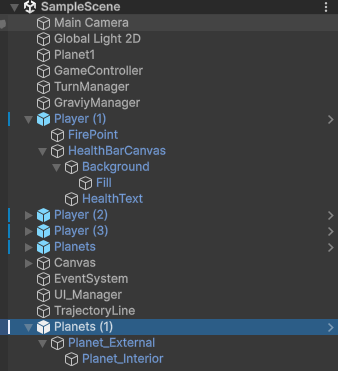 SampleScene
Main Camera
Global Light 2D
Planet1
GameController
TurnManager
GraviyManager
Player (1)
FirePoint
HealthBarCanvas
Background
Fill
HealthText
Player (2)
Player (3)
Planets
Canvas
EventSystem
UI_Manager
TrajectoryLine
Planets (1)
Planet_External
Planet_Interior